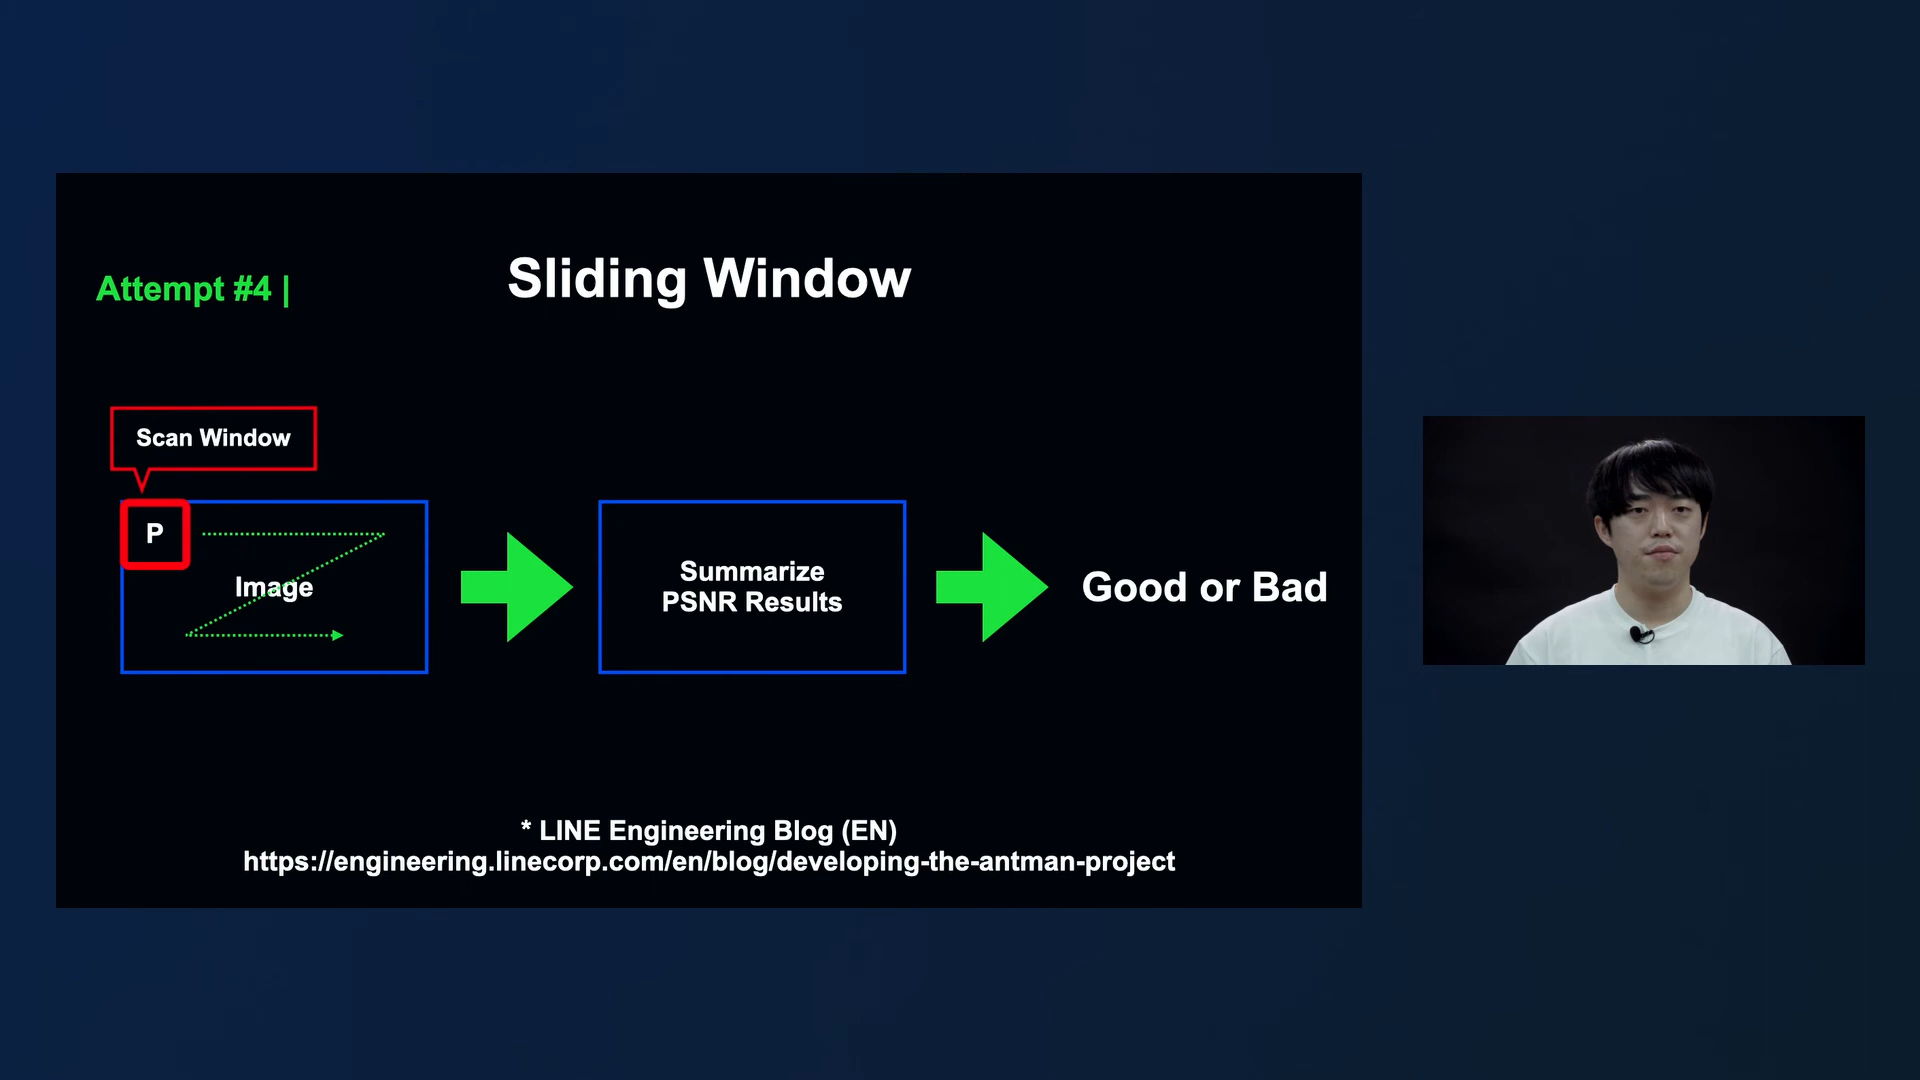 Attempt #4 |
Sliding Window
Scan Window
P
Image
Summarize
PSNR Results
Good or Bad
* LINE Engineering Blog (EN)
https://engineering.linecorp.com/en/blog/developing-the-antman-project